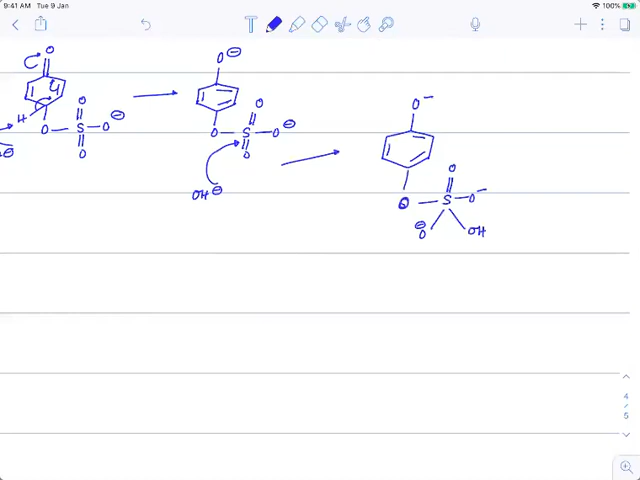 9:41 AM Tue 9 Jan
100%
O
H
O
O S O ⊖
O
⊖
O ⊖
O
O S O ⊖
O
OH ⊖
O −
O
O S O −
⊖
O
OH
4
/
5